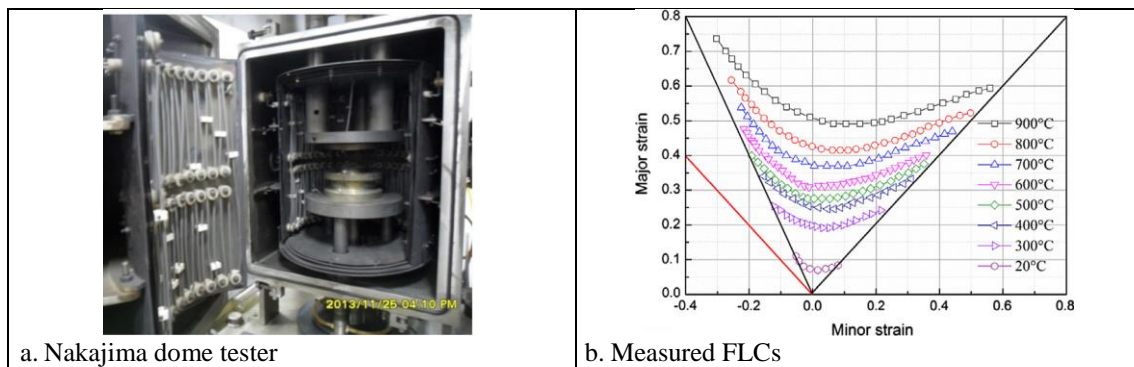 2013/11/25 04:10 PM
a. Nakajima dome tester
0.8
0.7
0.6
0.5
0.4
0.3
0.2
0.1
0.0
Major strain
-0.4 -0.2 0.0 0.2 0.4 0.6 0.8
Minor strain
900°C
800°C
700°C
600°C
500°C
400°C
300°C
20°C
b. Measured FLCs